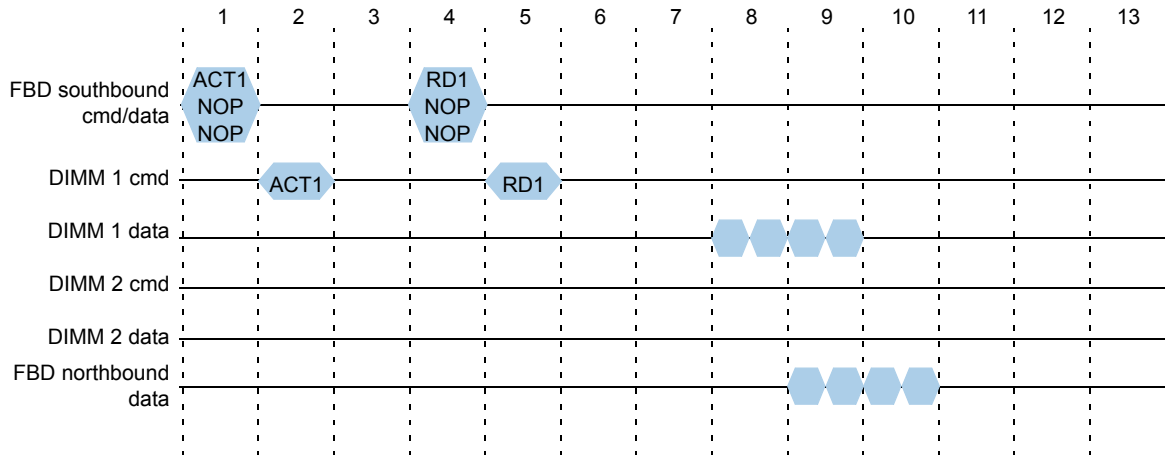 1 2 3 4 5 6 7 8 9 10 11 12 13
FBD southbound
cmd/data
ACT1
NOP
NOP
RD1
NOP
NOP
DIMM 1 cmd
ACT1
RD1
DIMM 1 data
DIMM 2 cmd
DIMM 2 data
FBD northbound
data